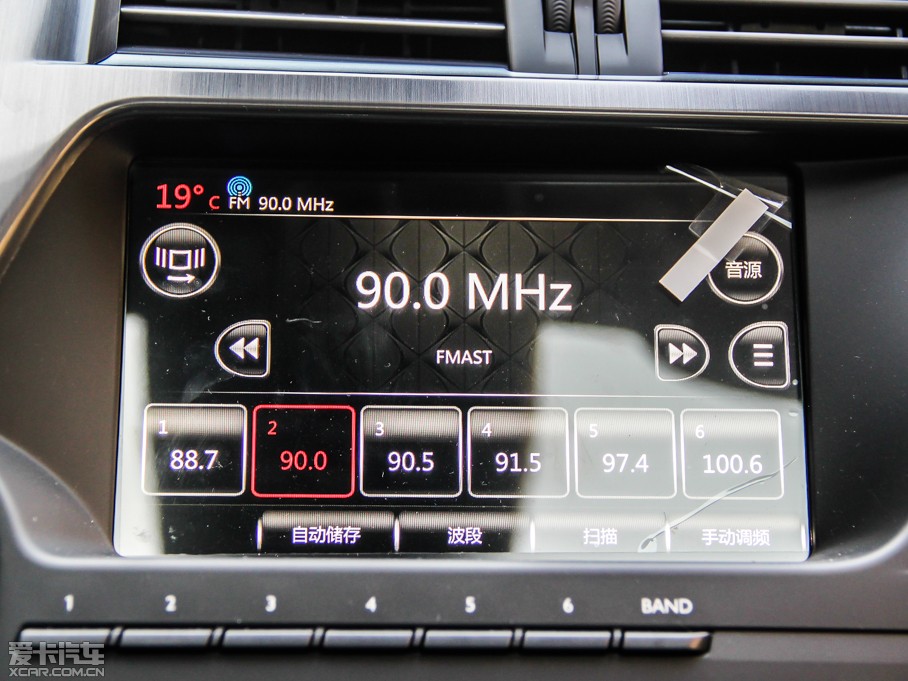 19°c FM 90.0 MHz
音源
90.0 MHz
FMAST
1 2 3 4 5 6
88.7 90.0 90.5 91.5 97.4 100.6
自动储存 波段 扫描 手动调频
1 2 3 4 5 6 BAND
爱卡汽车
XCAR.COM.CN